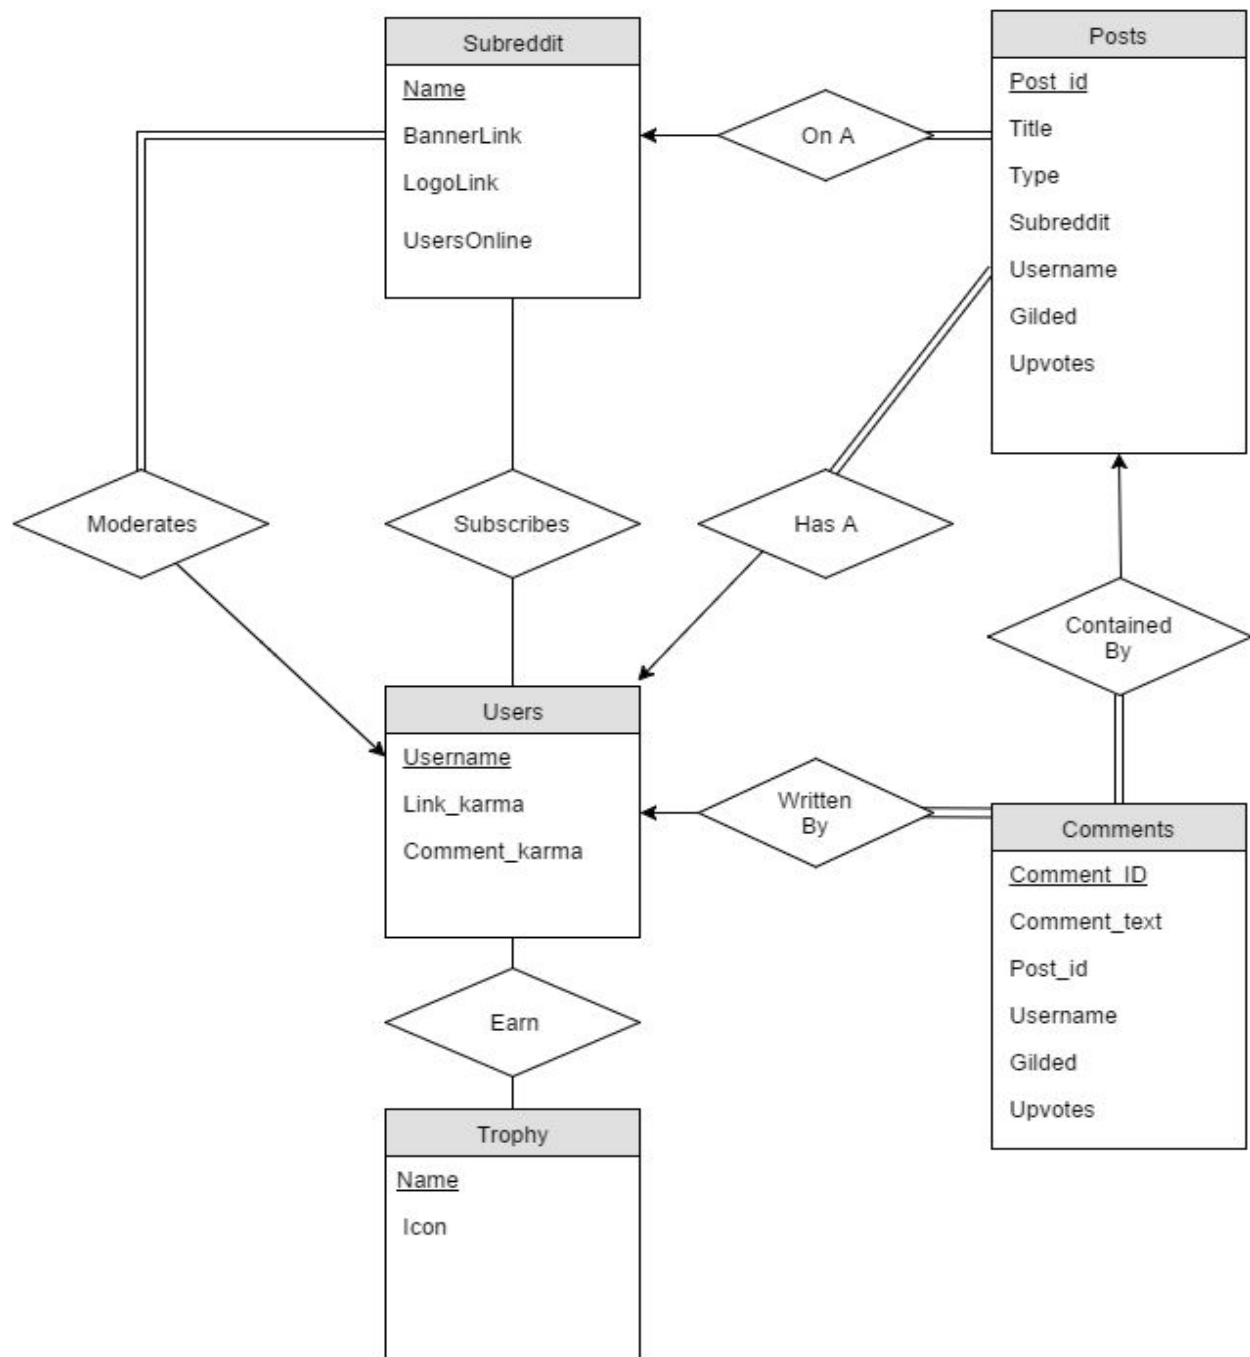 Subreddit
Name
BannerLink
LogoLink
UsersOnline
On A
Posts
Post_id
Title
Type
Subreddit
Username
Gilded
Upvotes
Moderates
Subscribes
Has A
Contained
By
Users
Username
Link_karma
Comment_karma
Written
By
Comments
Comment_ID
Comment_text
Post_id
Username
Gilded
Upvotes
Earn
Trophy
Name
Icon